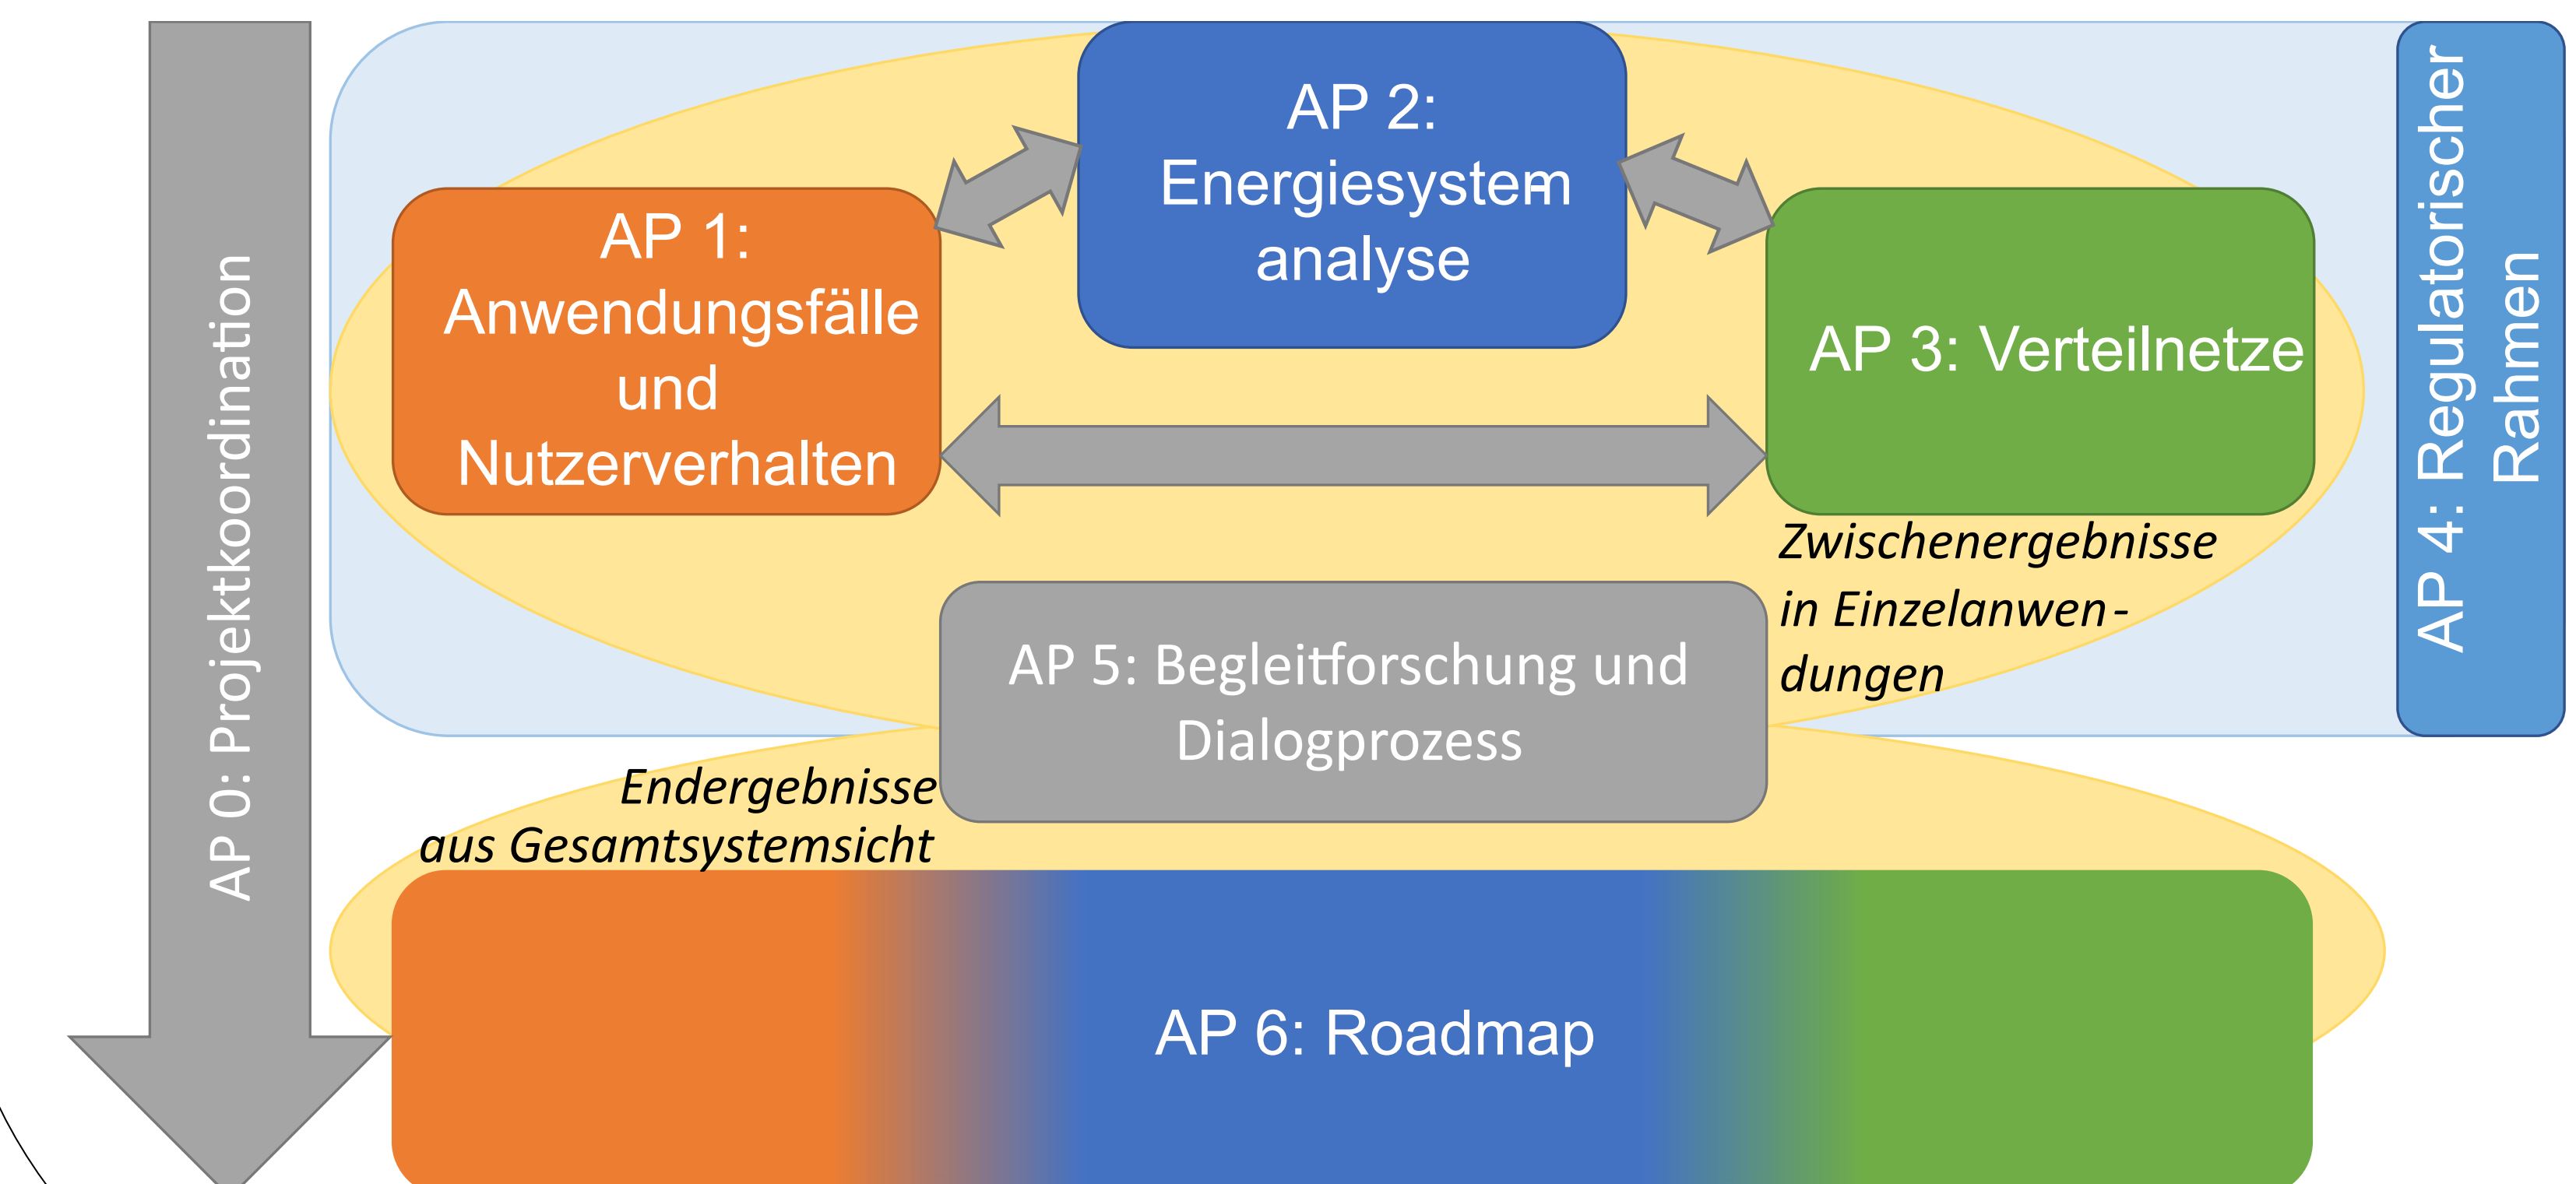 AP 0: Projektkoordination
AP 1:
Anwendungsfälle
und
Nutzerverhalten
AP 2:
Energiesystem-
analyse
AP 3: Verteilnetze
AP 4: Regulatorischer
Rahmen
Zwischenergebnisse
in Einzelanwen-
dungen
AP 5: Begleitforschung und
Dialogprozess
Endergebnisse
aus Gesamtsystemsicht
AP 6: Roadmap